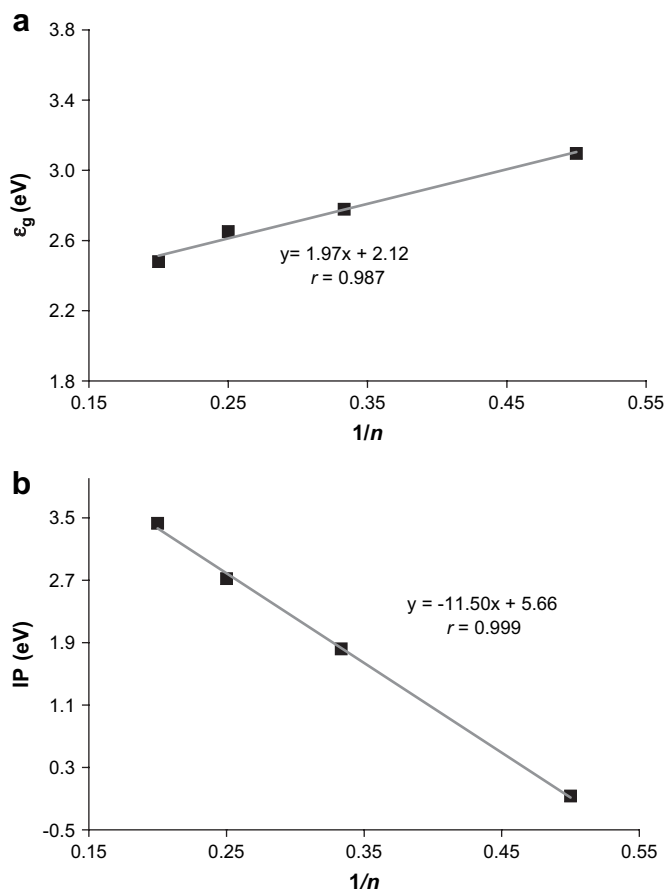 a
3.8
3.4
3.0
2.6
2.2
1.8
εg (eV)
y= 1.97x + 2.12
r = 0.987
0.15 0.25 0.35 0.45 0.55
1/n
b
3.5
2.7
1.9
1.1
0.3
-0.5
IP (eV)
y = -11.50x + 5.66
r = 0.999
0.15 0.25 0.35 0.45 0.55
1/n